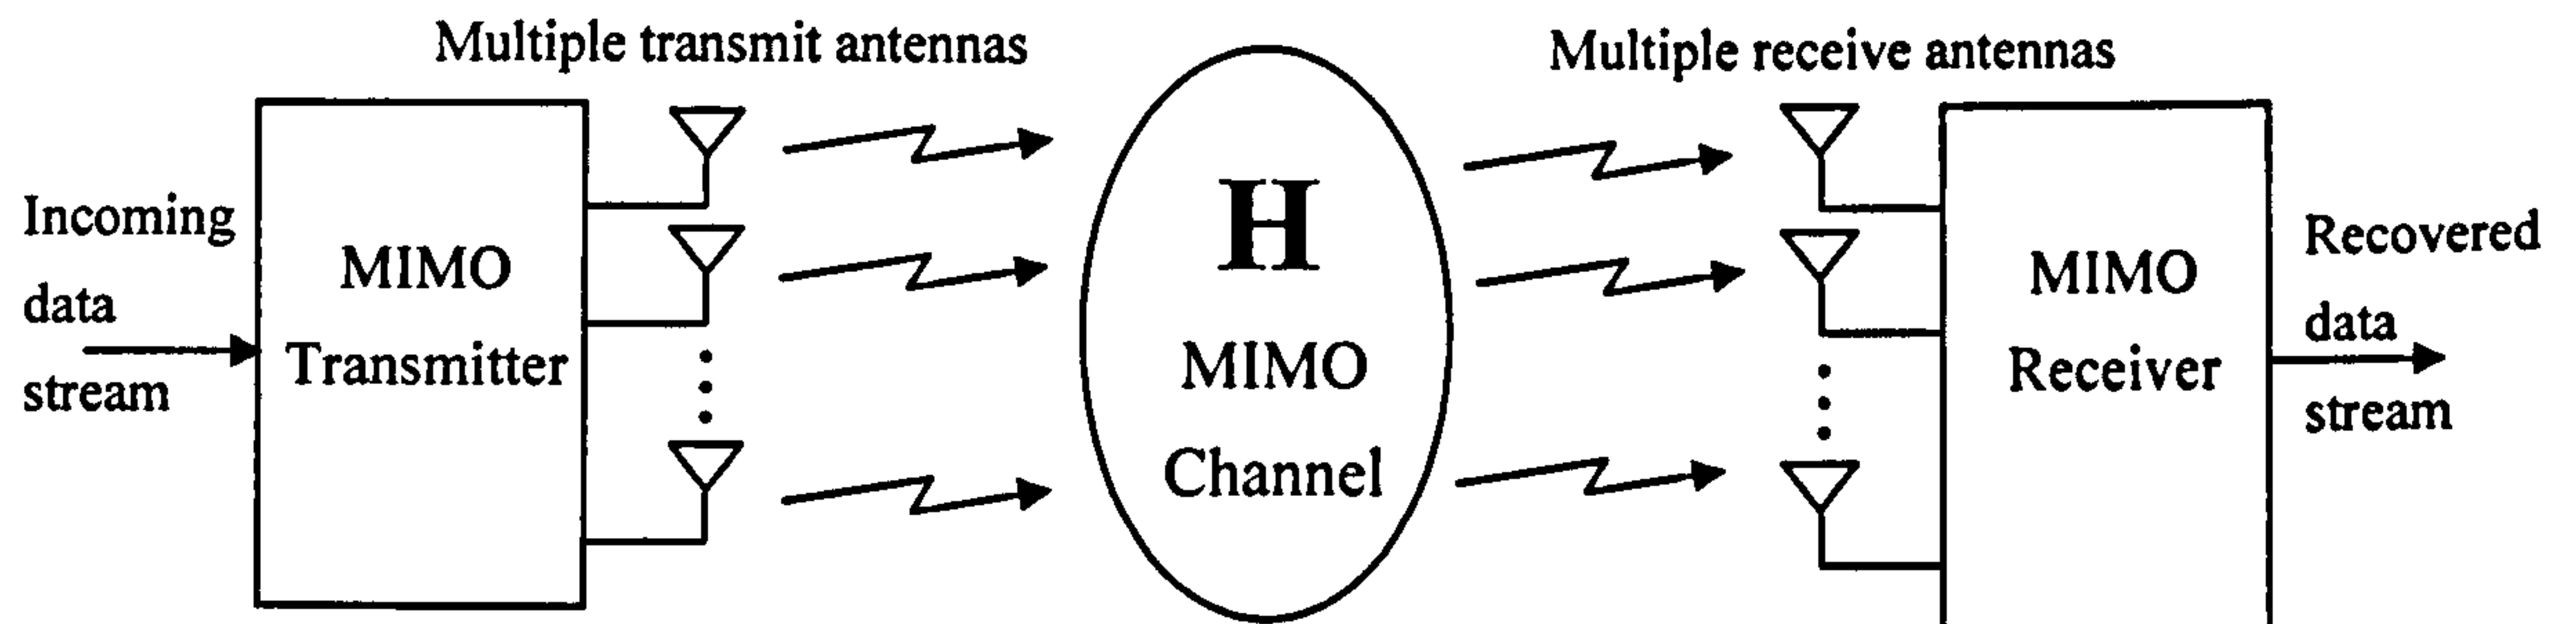 Multiple transmit antennas
Multiple receive antennas
Incoming
data
stream
MIMO
Transmitter
H
MIMO
Channel
MIMO
Receiver
Recovered
data
stream